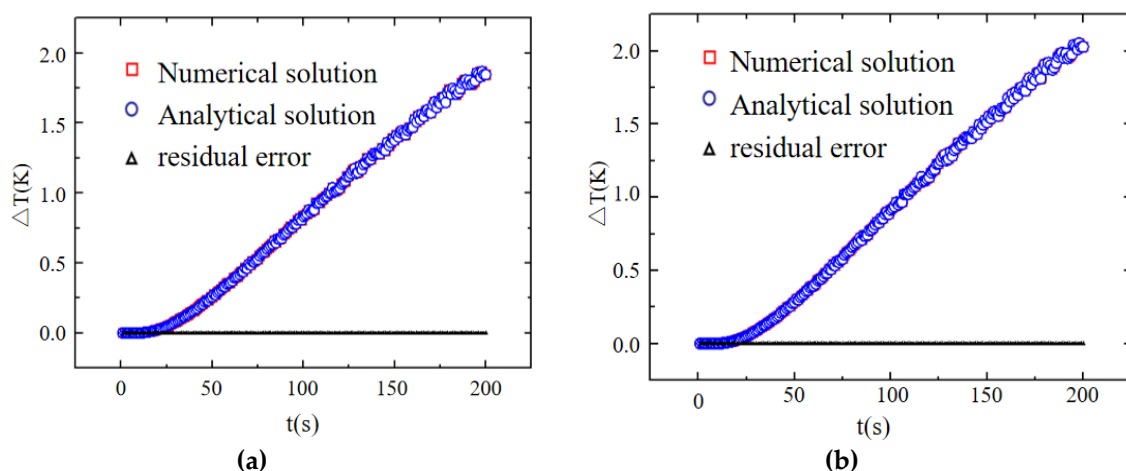 2.0
1.5
1.0
0.5
0.0
△T(K)
Numerical solution
Analytical solution
residual error
0 50 100 150 200
t(s)
(a)
2.0
1.5
1.0
0.5
0.0
△T(K)
Numerical solution
Analytical solution
residual error
0 50 100 150 200
t(s)
(b)